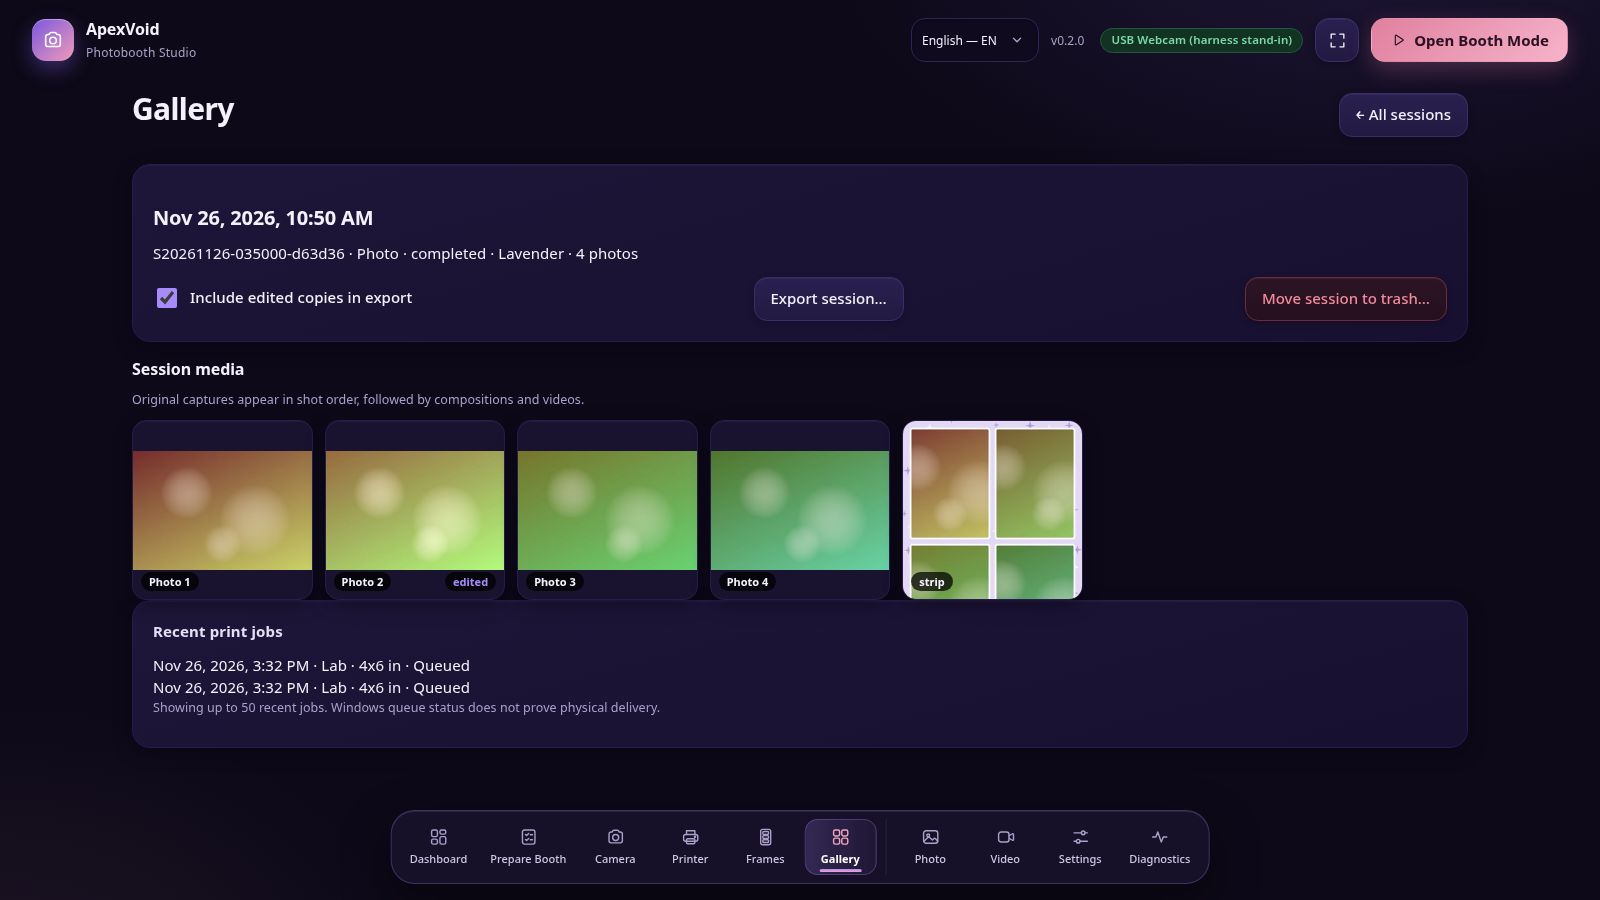 ApexVoid
Photobooth Studio
English — EN
v0.2.0
USB Webcam (harness stand-in)
Open Booth Mode
Gallery
← All sessions
Nov 26, 2026, 10:50 AM
S20261126-035000-d63d36 · Photo · completed · Lavender · 4 photos
Include edited copies in export
Export session...
Move session to trash...
Session media
Original captures appear in shot order, followed by compositions and videos.
Photo 1
Photo 2
edited
Photo 3
Photo 4
strip
Recent print jobs
Nov 26, 2026, 3:32 PM · Lab · 4x6 in · Queued
Nov 26, 2026, 3:32 PM · Lab · 4x6 in · Queued
Showing up to 50 recent jobs. Windows queue status does not prove physical delivery.
Dashboard
Prepare Booth
Camera
Printer
Frames
Gallery
Photo
Video
Settings
Diagnostics